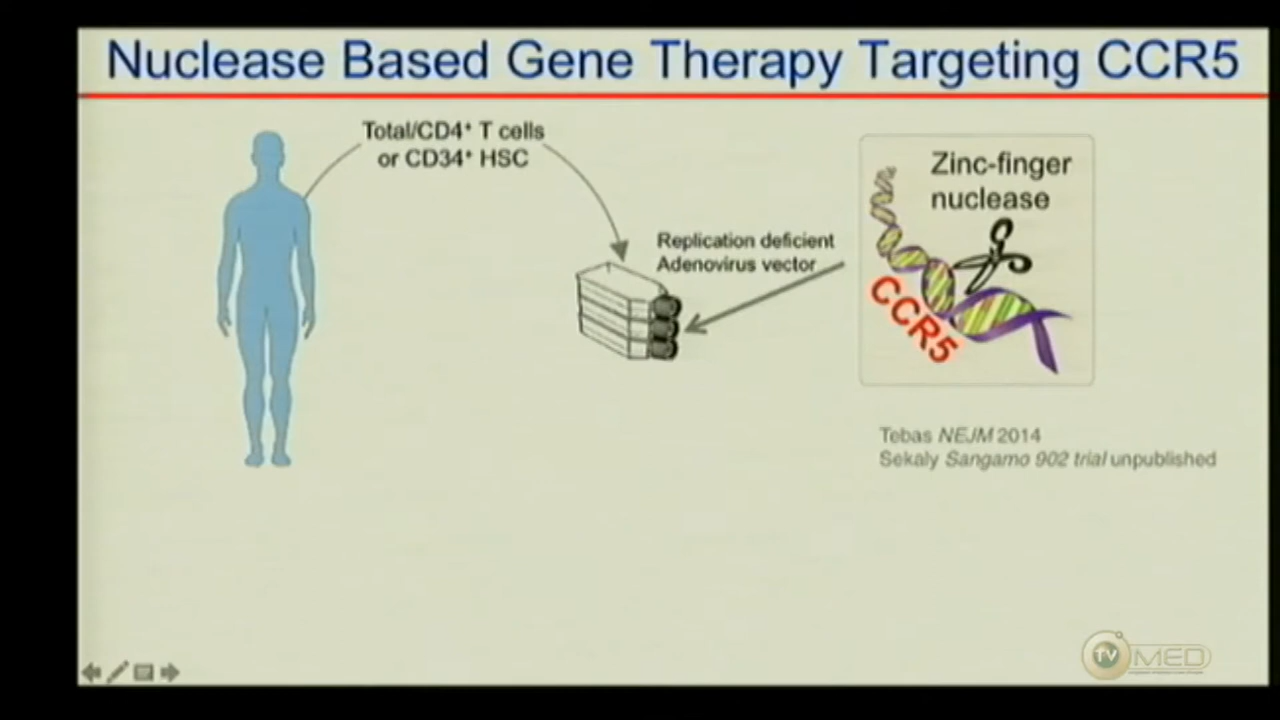 Nuclease Based Gene Therapy Targeting CCR5
Total/CD4⁺ T cells
or CD34⁺ HSC
Zinc-finger
nuclease
Replication deficient
Adenovirus vector
CCR5
Tebas NEJM 2014
Sekaly Sangamo 902 trial unpublished
TV MED